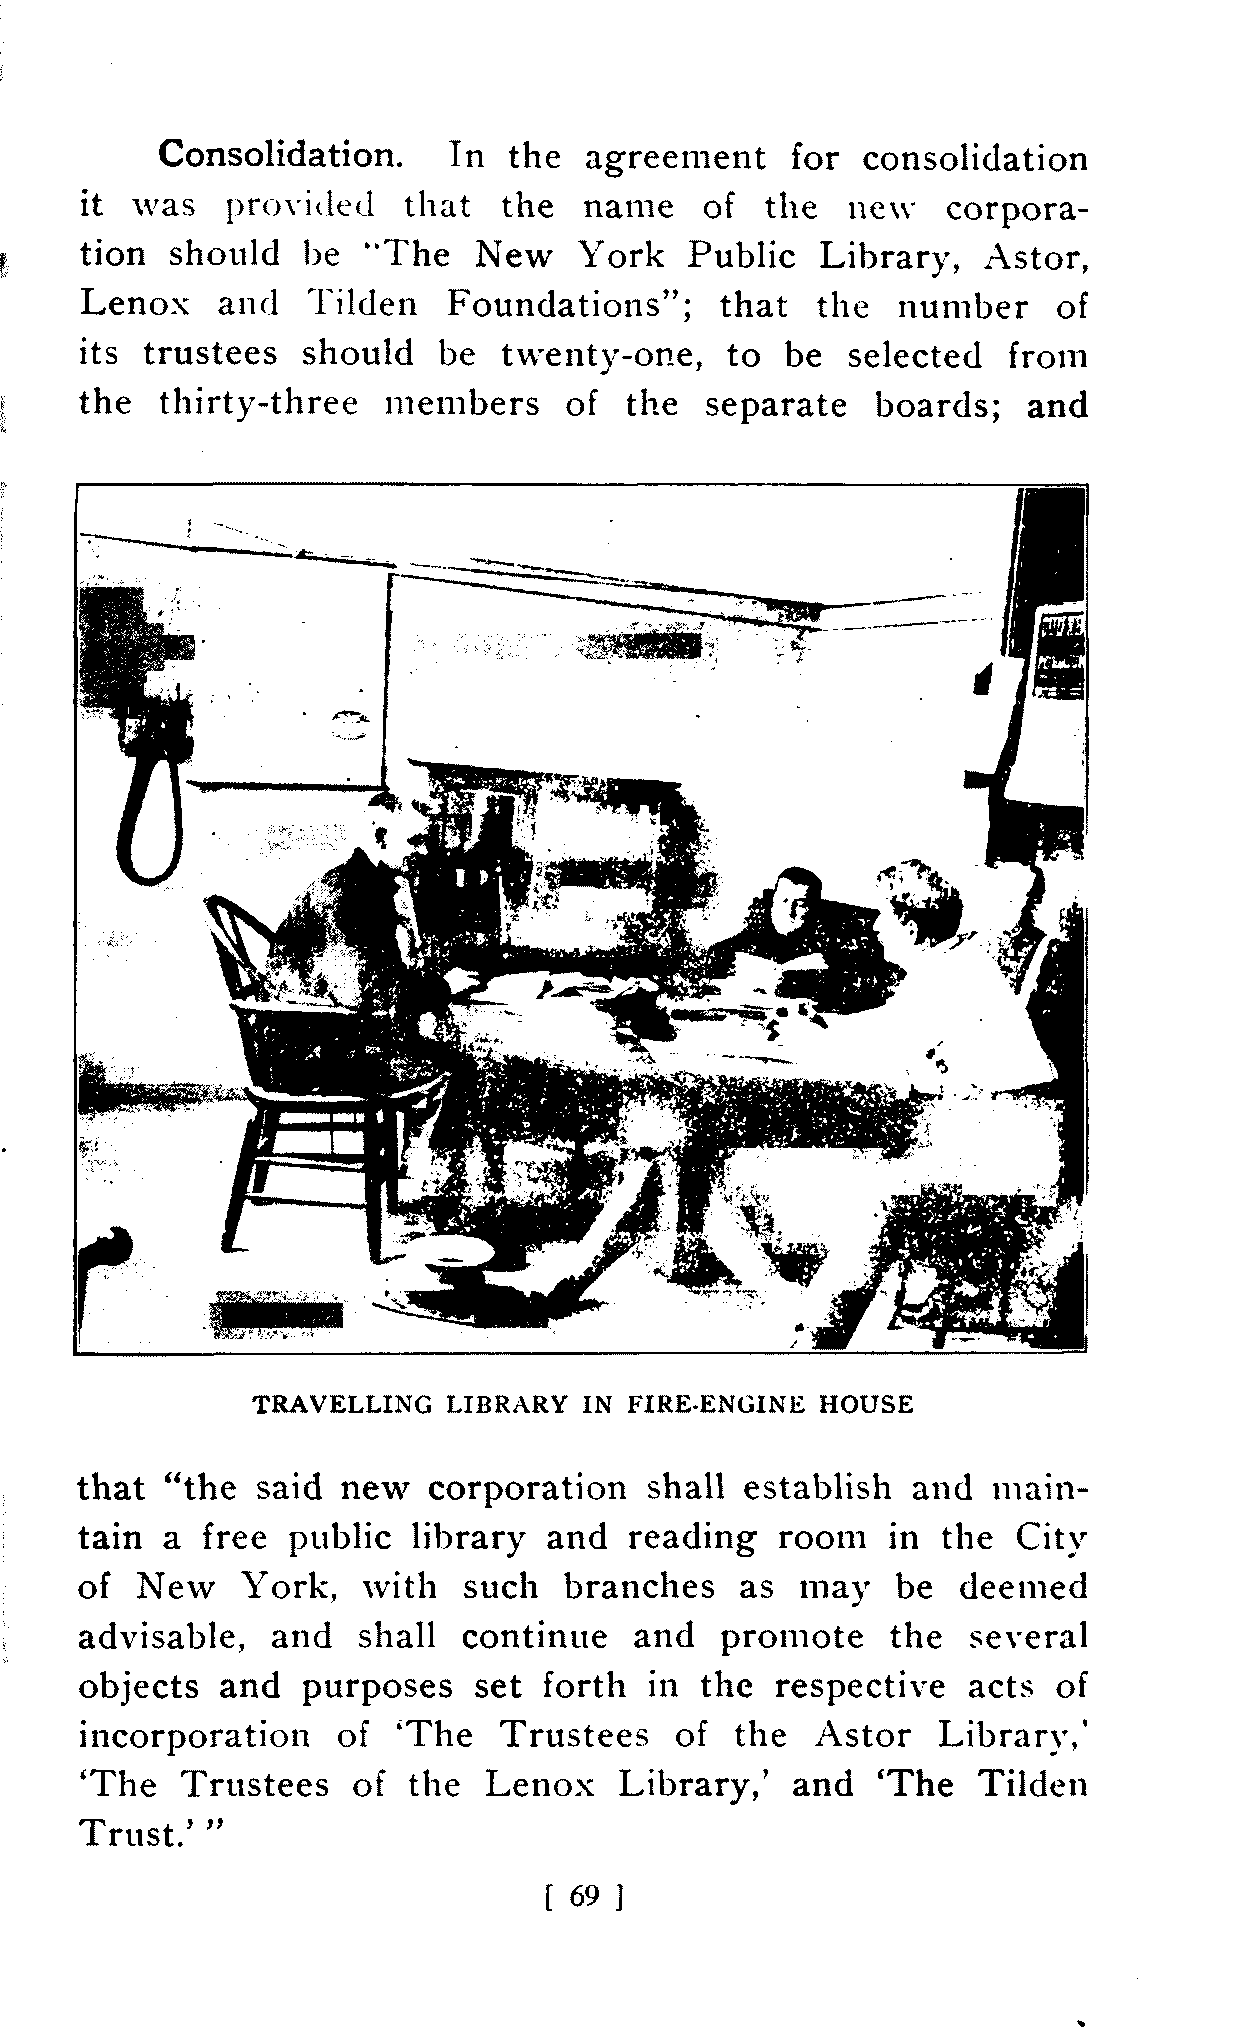 Consolidation. In the agreement for consolidation
it was provided that the name of the new corpora-
tion should be "The New York Public Library, Astor,
Lenox and Tilden Foundations"; that the number of
its trustees should be twenty-one, to be selected from
the thirty-three members of the separate boards; and
TRAVELLING LIBRARY IN FIRE-ENGINE HOUSE
that "the said new corporation shall establish and main-
tain a free public library and reading room in the City
of New York, with such branches as may be deemed
advisable, and shall continue and promote the several
objects and purposes set forth in the respective acts of
incorporation of 'The Trustees of the Astor Library,'
'The Trustees of the Lenox Library,' and 'The Tilden
Trust.' "
[ 69 ]